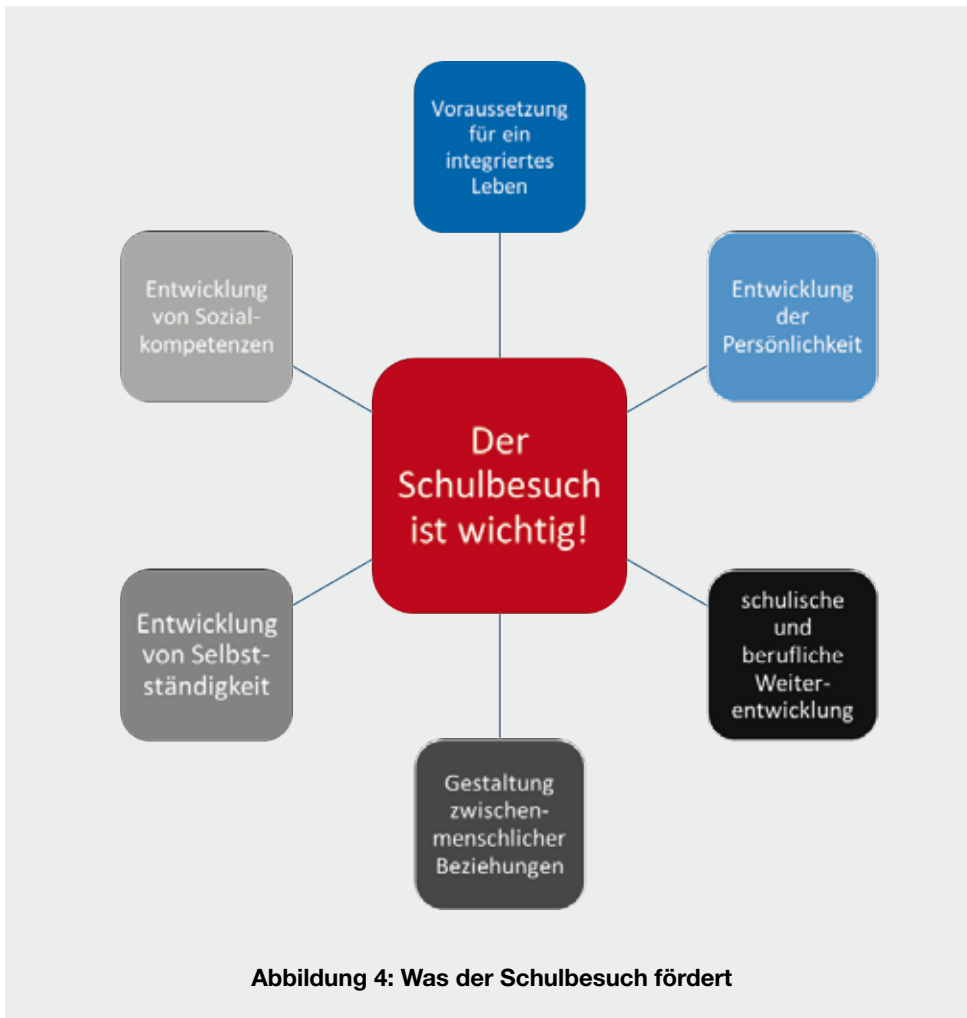 Voraussetzung
für ein
integriertes
Leben
Entwicklung
der
Persönlichkeit
schulische
und
berufliche
Weiter-
entwicklung
Gestaltung
zwischen-
menschlicher
Beziehungen
Entwicklung
von Selbst-
ständigkeit
Entwicklung
von Sozial-
kompetenzen
Der
Schulbesuch
ist wichtig!
Abbildung 4: Was der Schulbesuch fördert